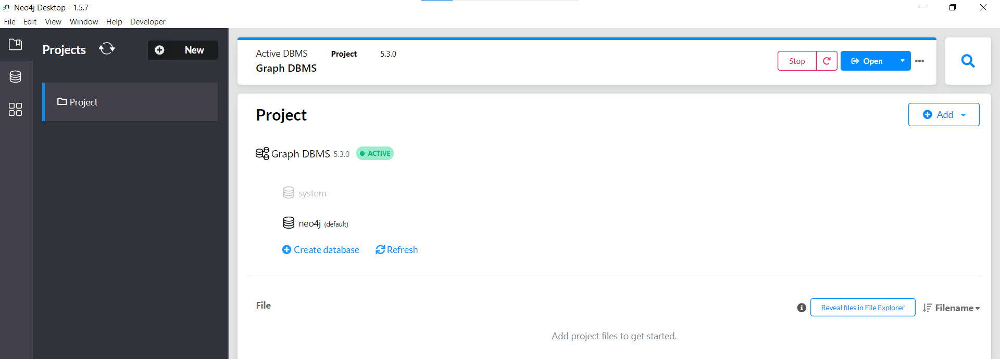 Neo4j Desktop - 1.5.7
File Edit View Window Help Developer
Projects New
Project
Active DBMS Project 5.3.0
Graph DBMS
Stop Open
Project
Add
Graph DBMS 5.3.0 ACTIVE
system
neo4j (default)
Create database Refresh
File
Reveal files in File Explorer Filename
Add project files to get started.